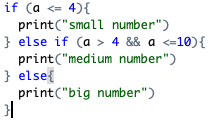 if (a <= 4){
  print("small number")
} else if (a > 4 && a <=10){
  print("medium number")
} else{
  print("big number")
}